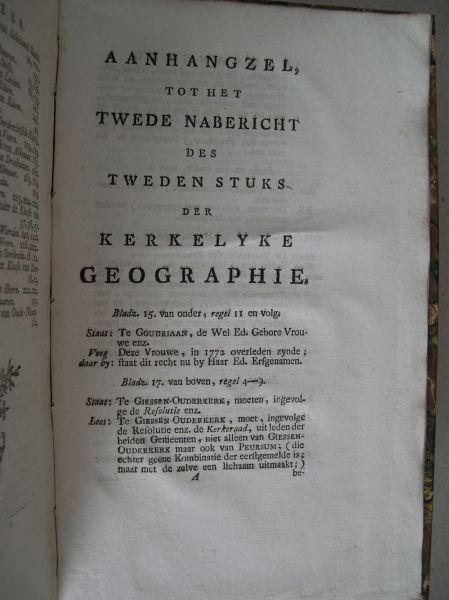 AANHANGZEL,
TOT HET
TWEDE NABERICHT
DES
TWEDEN STUKS
DER
KERKELYKE
GEOGRAPHIE.
Bladz. 15. van onder, regel 11 en volg.
Staat: Te Goudriaan, de Wel Ed. Gebore Vrou-
we enz.
Voeg Deze Vrouwe, in 1772 overleden zynde;
daar by: staat dit recht nu by Haar Ed. Erfgenamen.
Bladz. 17. van boven, regel 4—9.
Staat: Te Giessen-Ouderkerk, moeten, ingevol-
ge de Resolutie enz.
Lees: Te Giessen-Ouderkerk, moet, ingevolge
de Resolutie enz. de Kerkeraad, uit leden der
beiden Gemeenten, niet alleen van Giessen-
Ouderkerk maar ook van Peursum; (die
echter geene Kombinatie der eerstgemelde is;
maar met de zelve een lichaam uitmaakt;)
A be-